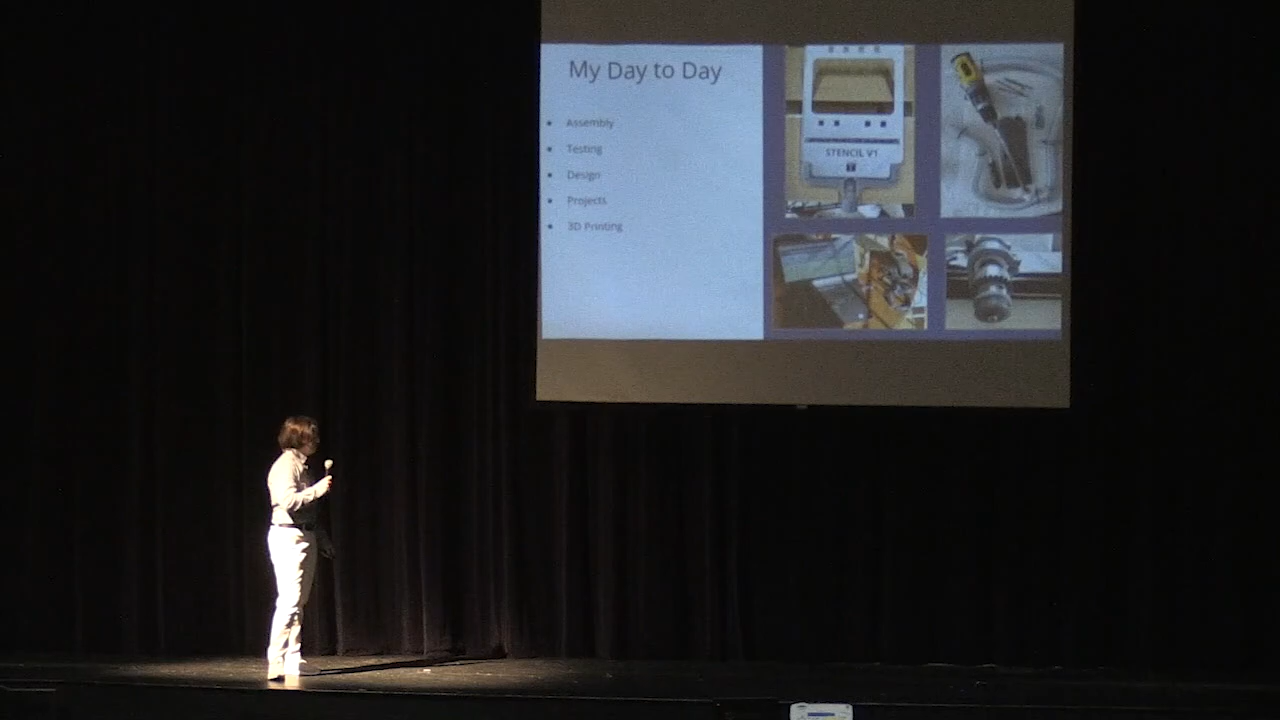 My Day to Day
Assembly
Testing
Design
Projects
3D Printing
STENCIL V1